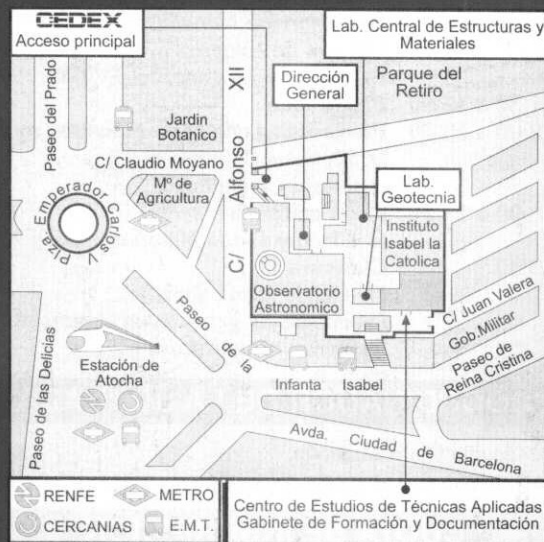 CEDEX
Acceso principal
Lab. Central de Estructuras y
Materiales
Dirección
General
Parque del
Retiro
Paseo del Prado
XII
Jardin
Botanico
C/ Claudio Moyano
Mº de
Agricultura
Alfonso
C/
Lab.
Geotecnia
Instituto
Isabel la
Catolica
Plza. Emperador Carlos V
Observatorio
Astronomico
C/ Juan Valera
Gob.Militar
Paseo de
Reina Cristina
Paseo de la
Infanta Isabel
Estación de
Atocha
Paseo de las Delicias
Avda. Ciudad de Barcelona
RENFE
METRO
CERCANIAS
E.M.T.
Centro de Estudios de Técnicas Aplicadas
Gabinete de Formación y Documentación